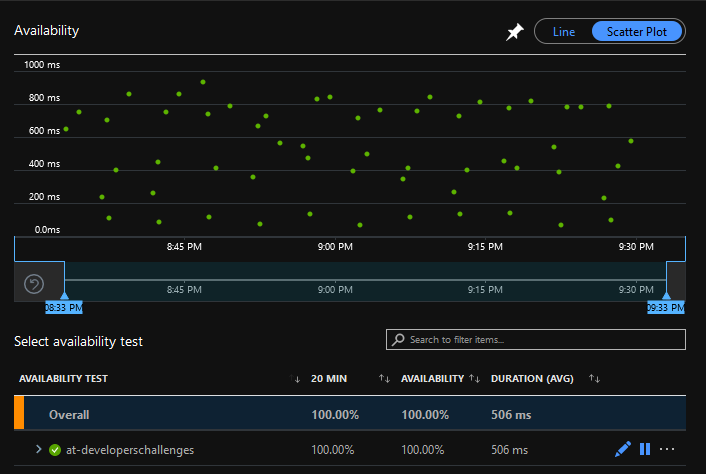 Availability
Line
Scatter Plot
1000 ms
800 ms
600 ms
400 ms
200 ms
0.0ms
8:45 PM
9:00 PM
9:15 PM
9:30 PM
8:45 PM
9:00 PM
9:15 PM
9:30 PM
08:33 PM
09:33 PM
Select availability test
Search to filter items...
AVAILABILITY TEST 20 MIN AVAILABILITY DURATION (AVG)
Overall 100.00% 100.00% 506 ms
at-developerschallenges 100.00% 100.00% 506 ms